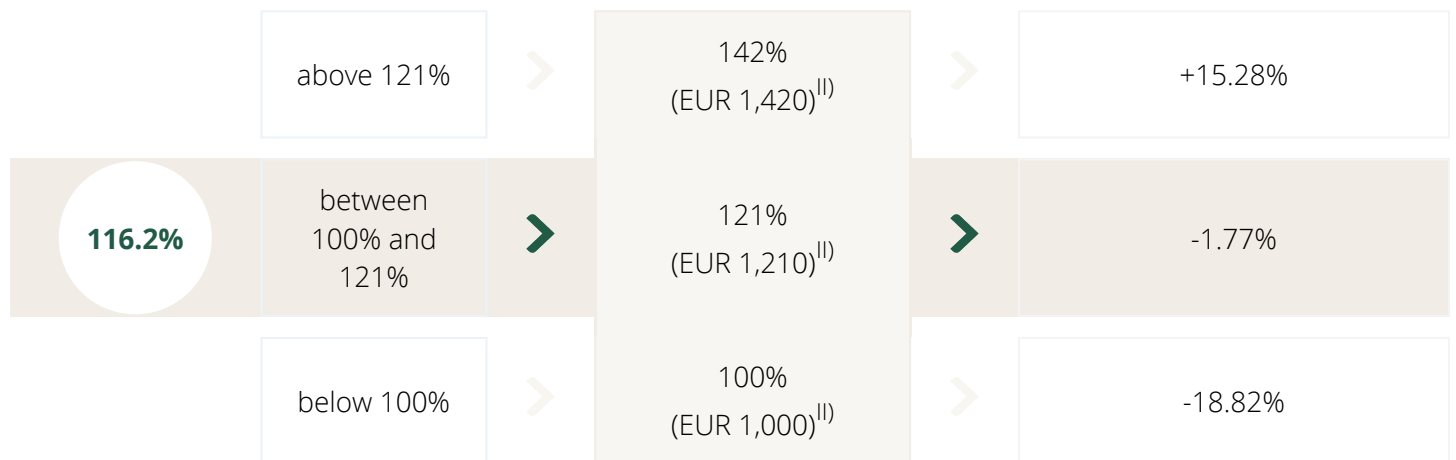 above 121%
142%
(EUR 1,420)II)
+15.28%
116.2%
between
100% and
121%
121%
(EUR 1,210)II)
-1.77%
below 100%
100%
(EUR 1,000)II)
-18.82%